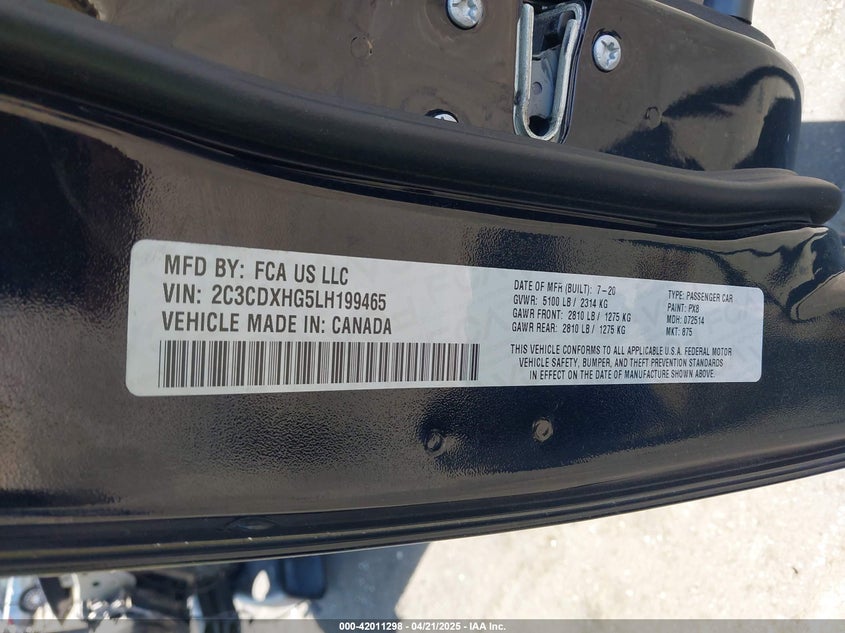 MFD BY: FCA US LLC
VIN: 2C3CDXHG5LH199465
VEHICLE MADE IN: CANADA
DATE OF MFH (BUILT): 7-20
GVWR: 5100 LB / 2314 KG
GAWR FRONT: 2810 LB / 1275 KG
GAWR REAR: 2810 LB / 1275 KG
TYPE: PASSENGER CAR
PAINT: PX8
MDH: 072514
MKT: 875
THIS VEHICLE CONFORMS TO ALL APPLICABLE U.S.A. FEDERAL MOTOR
VEHICLE SAFETY, BUMPER, AND THEFT PREVENTION STANDARDS
IN EFFECT ON THE DATE OF MANUFACTURE SHOWN ABOVE.
000-42011298 - 04/21/2025 - IAA Inc.